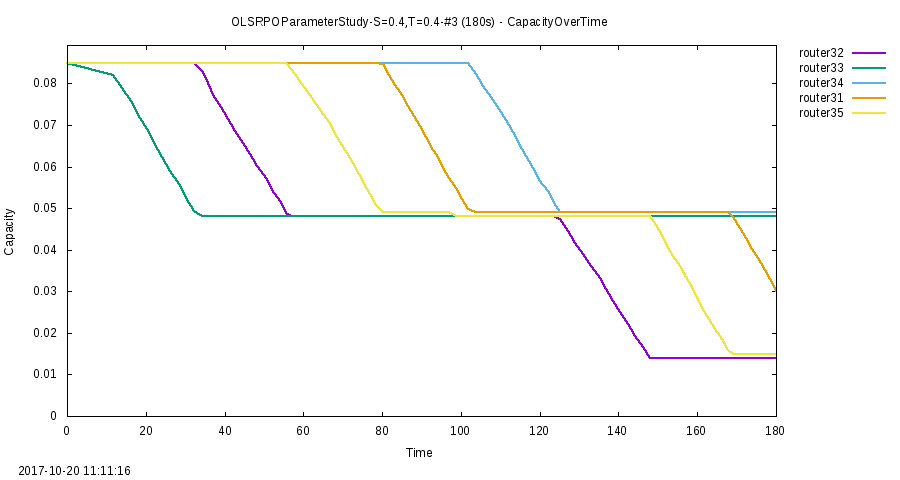 OLSRPOParameterStudy-S=0.4,T=0.4-#3 (180s) - CapacityOverTime
router32
router33
router34
router31
router35
0.08
0.07
0.06
0.05
0.04
0.03
0.02
0.01
0
Capacity
0 20 40 60 80 100 120 140 160 180
Time
2017-10-20 11:11:16